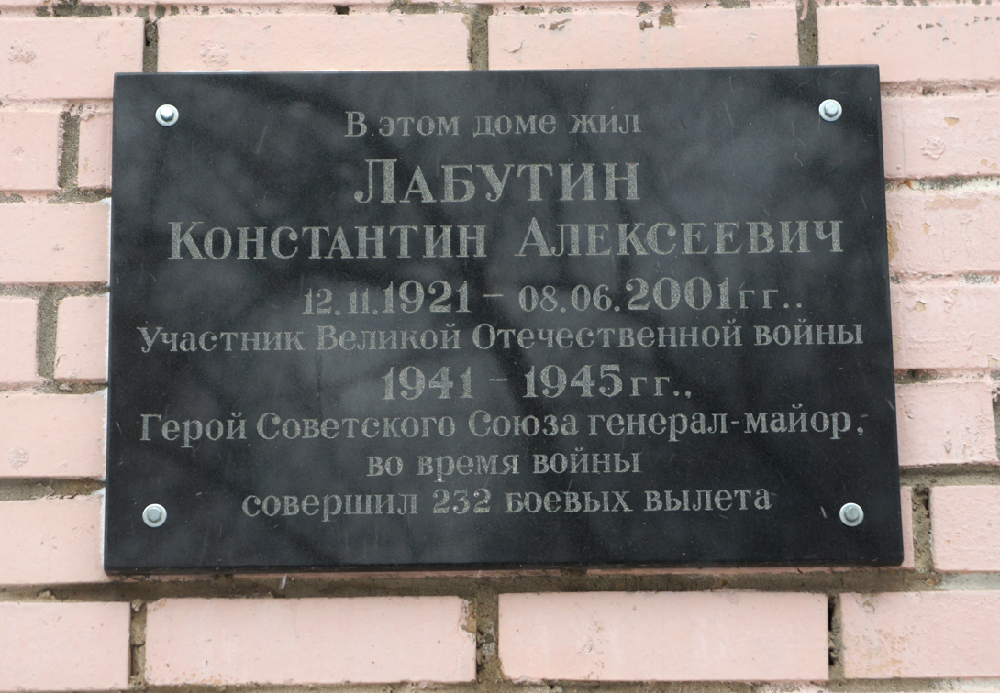 В этом доме жил
Лабутин
Константин Алексеевич
12.11.1921 – 08.06.2001гг..
Участник Великой Отечественной войны
1941 – 1945гг.,
Герой Советского Союза генерал-майор,
во время войны
совершил 232 боевых вылета